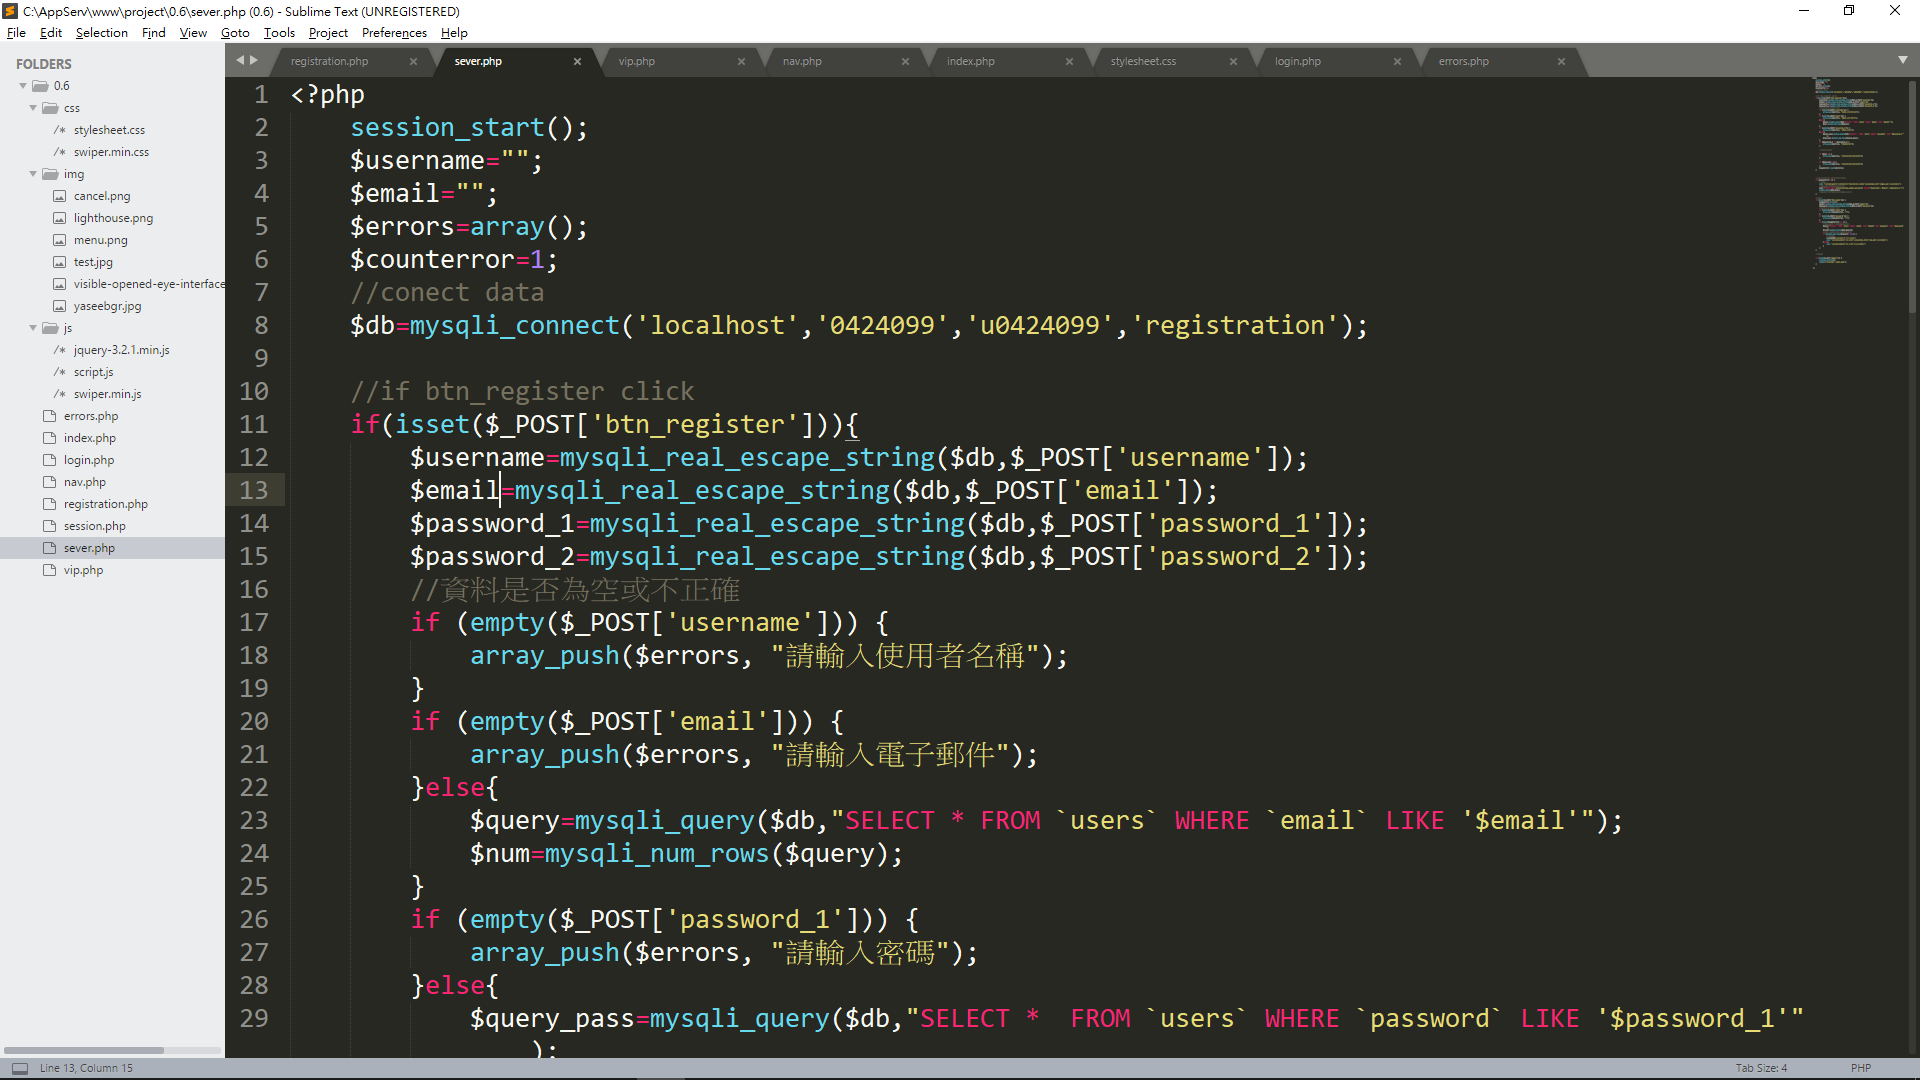 C:\AppServ\www\project\0.6\sever.php (0.6) - Sublime Text (UNREGISTERED)
File Edit Selection Find View Goto Tools Project Preferences Help
FOLDERS
0.6
css
/* stylesheet.css
/* swiper.min.css
img
cancel.png
lighthouse.png
menu.png
test.jpg
visible-opened-eye-interface
yaseebgr.jpg
js
/* jquery-3.2.1.min.js
/* script.js
/* swiper.min.js
errors.php
index.php
login.php
nav.php
registration.php
session.php
sever.php
vip.php
registration.php sever.php vip.php nav.php index.php stylesheet.css login.php errors.php
1 <?php
2 session_start();
3 $username="";
4 $email="";
5 $errors=array();
6 $counterror=1;
7 //conect data
8 $db=mysqli_connect('localhost','0424099','u0424099','registration');
9
10 //if btn_register click
11 if(isset($_POST['btn_register'])){
12 $username=mysqli_real_escape_string($db,$_POST['username']);
13 $email=mysqli_real_escape_string($db,$_POST['email']);
14 $password_1=mysqli_real_escape_string($db,$_POST['password_1']);
15 $password_2=mysqli_real_escape_string($db,$_POST['password_2']);
16 //資料是否為空或不正確
17 if (empty($_POST['username'])) {
18 array_push($errors, "請輸入使用者名稱");
19 }
20 if (empty($_POST['email'])) {
21 array_push($errors, "請輸入電子郵件");
22 }else{
23 $query=mysqli_query($db,"SELECT * FROM `users` WHERE `email` LIKE '$email'");
24 $num=mysqli_num_rows($query);
25 }
26 if (empty($_POST['password_1'])) {
27 array_push($errors, "請輸入密碼");
28 }else{
29 $query_pass=mysqli_query($db,"SELECT *  FROM `users` WHERE `password` LIKE '$password_1'"
);
Line 13, Column 15
Tab Size: 4
PHP